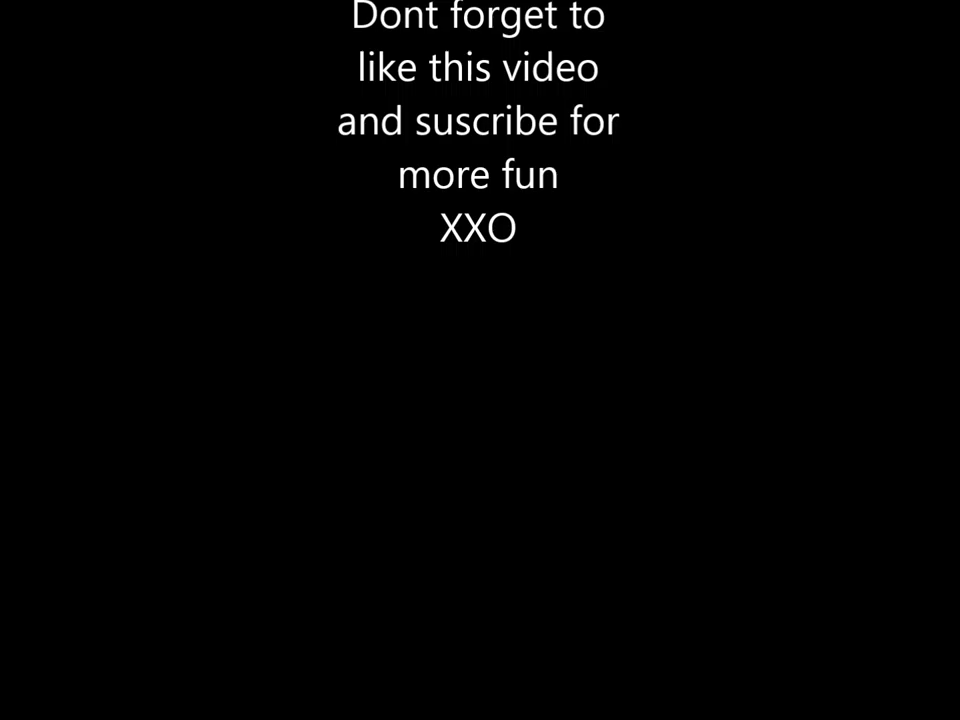 Dont forget to
like this video
and suscribe for
more fun
XXO